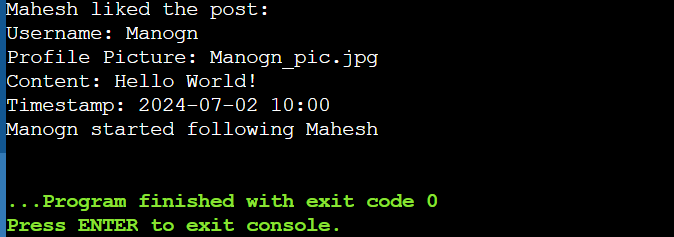 Mahesh liked the post:
Username: Manogn
Profile Picture: Manogn_pic.jpg
Content: Hello World!
Timestamp: 2024-07-02 10:00
Manogn started following Mahesh
...Program finished with exit code 0
Press ENTER to exit console.